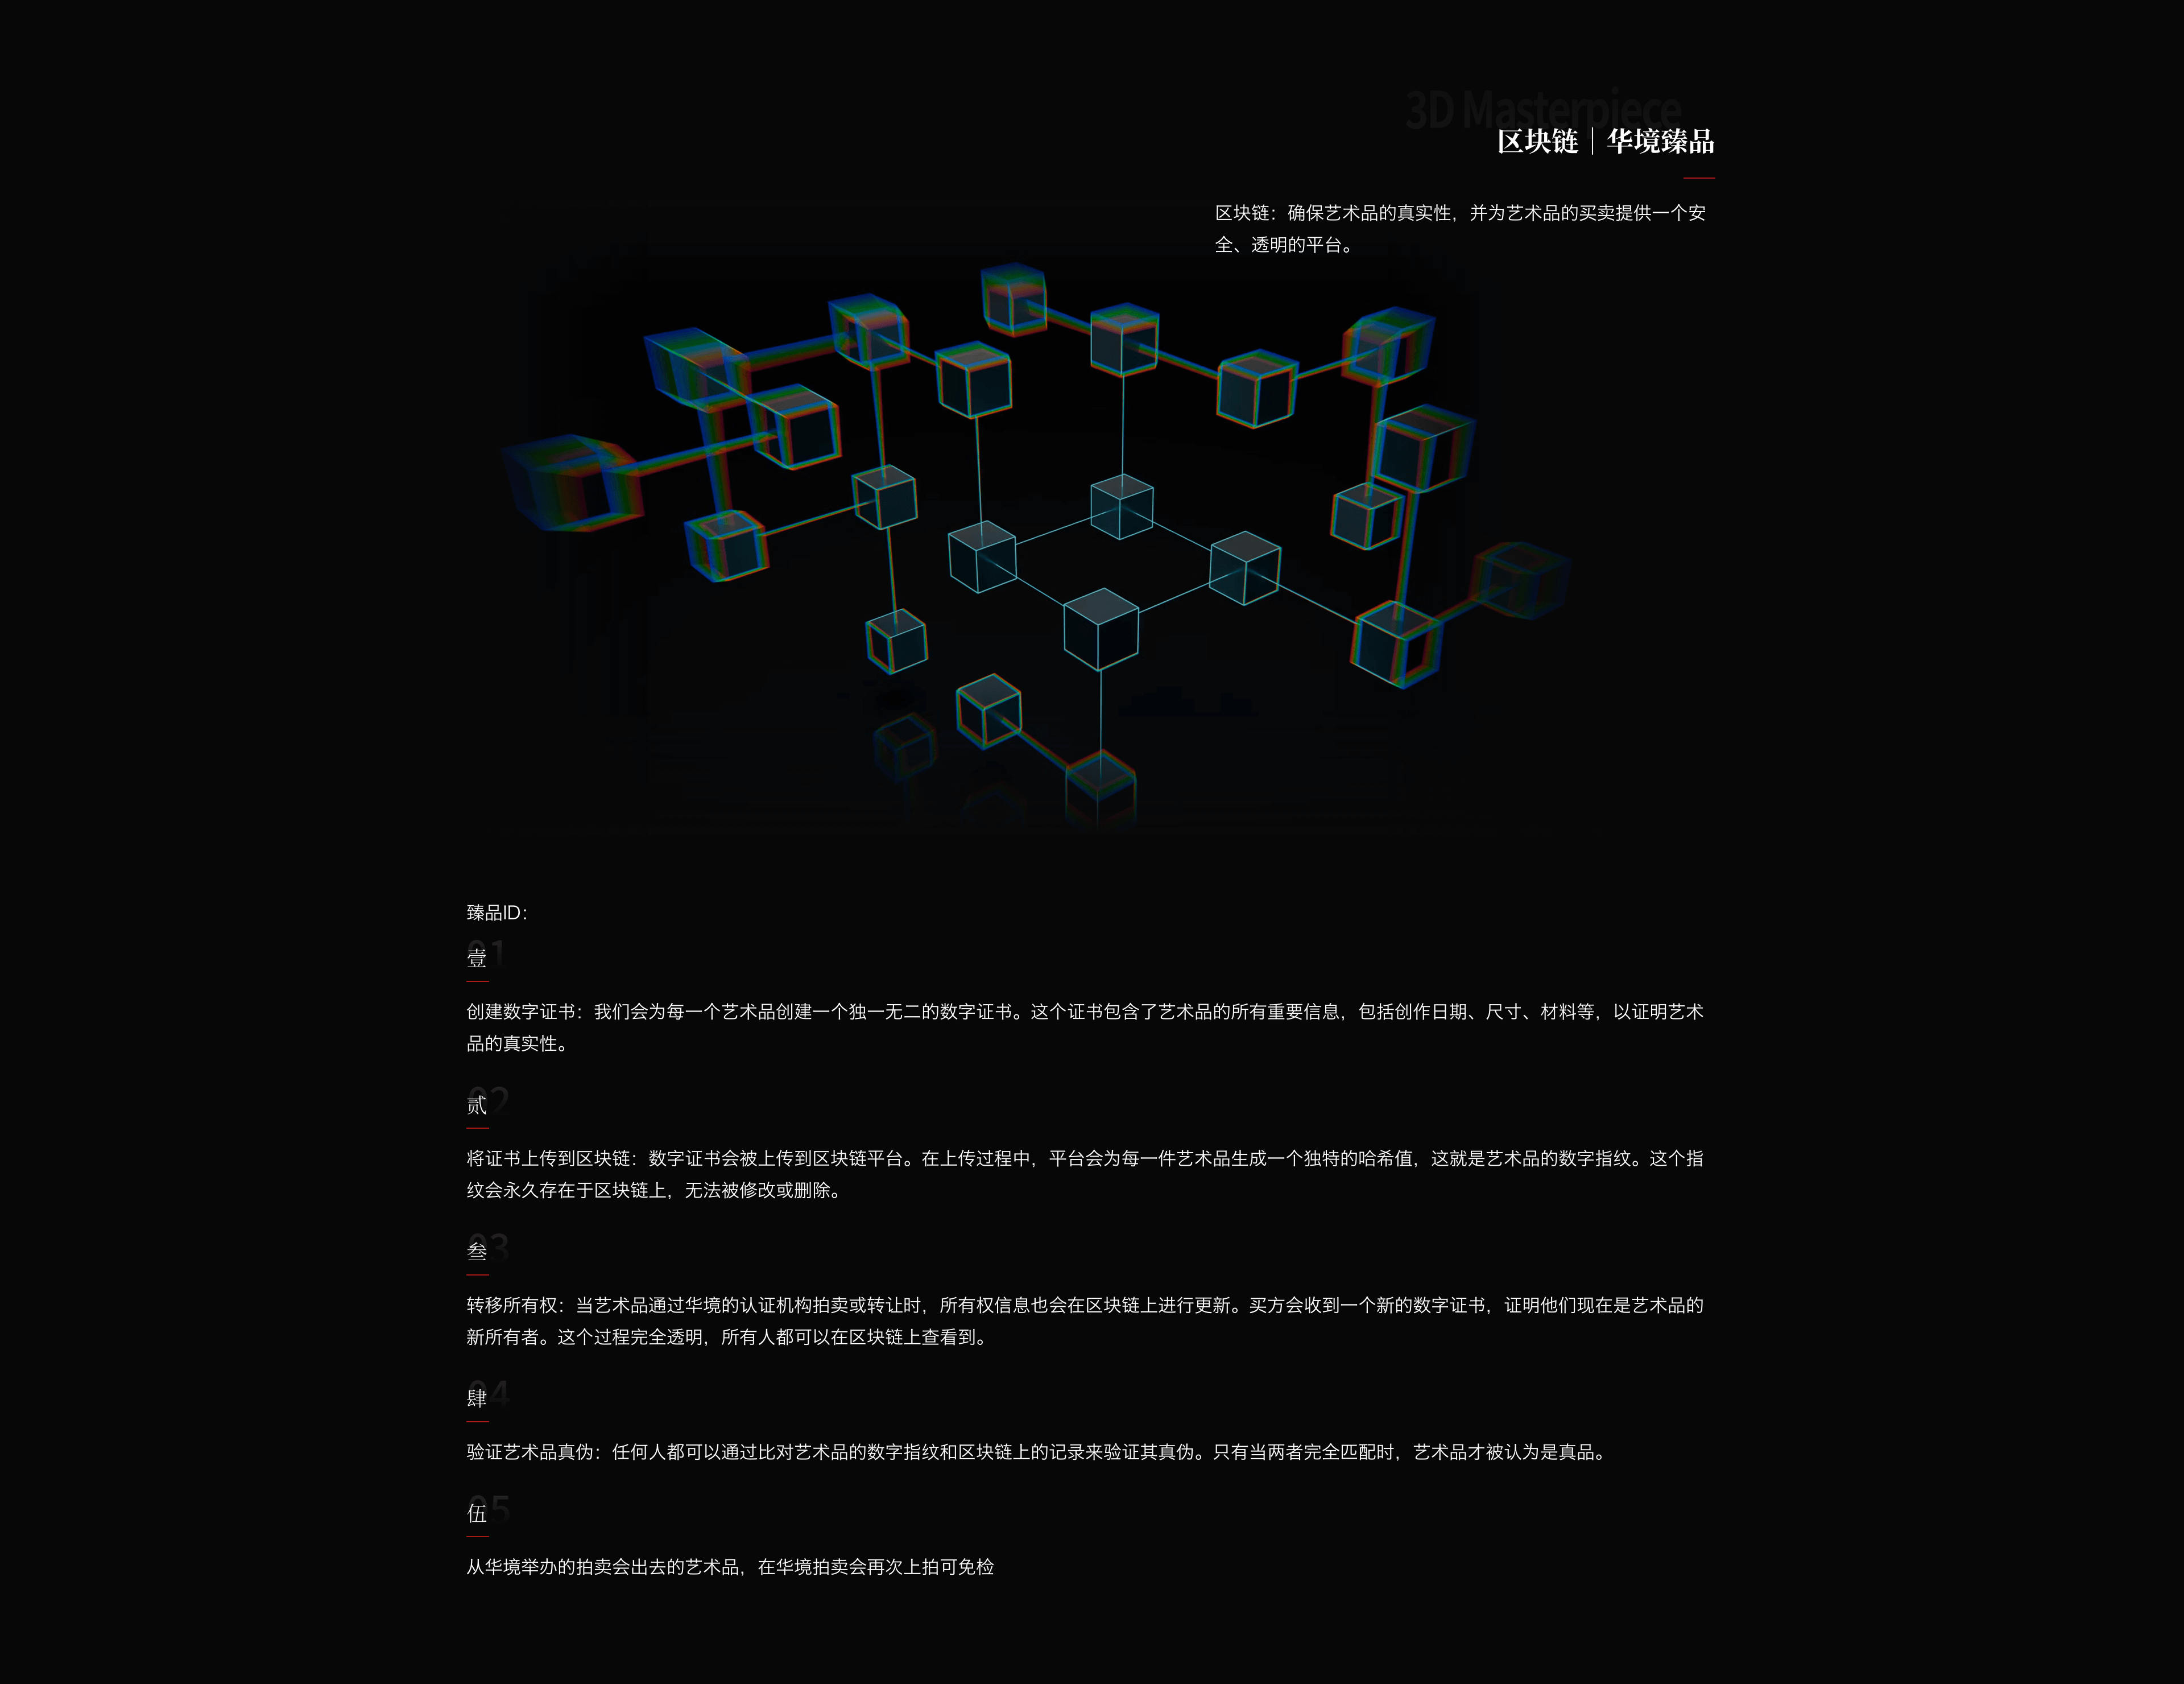 3D Masterpiece
区块链｜华境臻品
区块链：确保艺术品的真实性，并为艺术品的买卖提供一个安
全、透明的平台。
臻品ID：
01
壹
创建数字证书：我们会为每一个艺术品创建一个独一无二的数字证书。这个证书包含了艺术品的所有重要信息，包括创作日期、尺寸、材料等，以证明艺术
品的真实性。
02
贰
将证书上传到区块链：数字证书会被上传到区块链平台。在上传过程中，平台会为每一件艺术品生成一个独特的哈希值，这就是艺术品的数字指纹。这个指
纹会永久存在于区块链上，无法被修改或删除。
03
叁
转移所有权：当艺术品通过华境的认证机构拍卖或转让时，所有权信息也会在区块链上进行更新。买方会收到一个新的数字证书，证明他们现在是艺术品的
新所有者。这个过程完全透明，所有人都可以在区块链上查看到。
04
肆
验证艺术品真伪：任何人都可以通过比对艺术品的数字指纹和区块链上的记录来验证其真伪。只有当两者完全匹配时，艺术品才被认为是真品。
05
伍
从华境举办的拍卖会出去的艺术品，在华境拍卖会再次上拍可免检